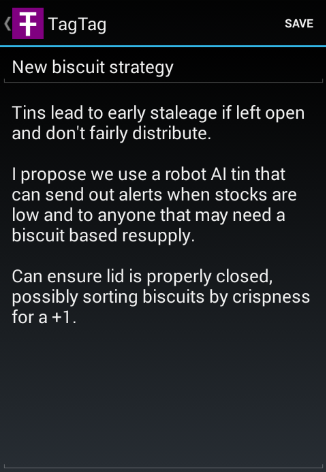 TagTag
SAVE
New biscuit strategy
Tins lead to early staleage if left open
and don't fairly distribute.
I propose we use a robot AI tin that
can send out alerts when stocks are
low and to anyone that may need a
biscuit based resupply.
Can ensure lid is properly closed,
possibly sorting biscuits by crispness
for a +1.